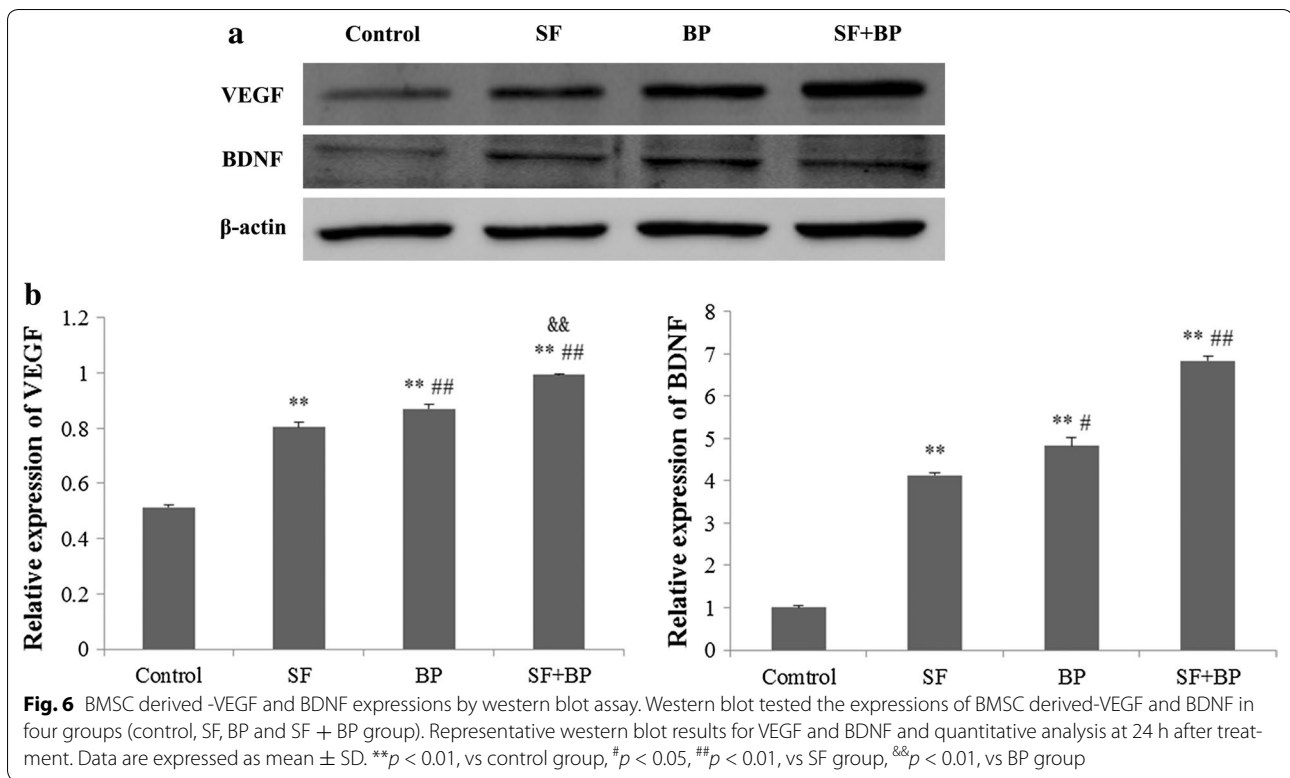 a
Control SF BP SF+BP
VEGF
BDNF
β-actin
b
Relative expression of VEGF
1.2
1
0.8
0.6
0.4
0.2
0
**
** ##
&&
** ##
Control SF BP SF+BP
Relative expression of BDNF
8
7
6
5
4
3
2
1
0
**
** #
** ##
Comtrol SF BP SF+BP
Fig. 6 BMSC derived -VEGF and BDNF expressions by western blot assay. Western blot tested the expressions of BMSC derived-VEGF and BDNF in
four groups (control, SF, BP and SF + BP group). Representative western blot results for VEGF and BDNF and quantitative analysis at 24 h after treat-
ment. Data are expressed as mean ± SD. **p < 0.01, vs control group, #p < 0.05, ##p < 0.01, vs SF group, &&p < 0.01, vs BP group